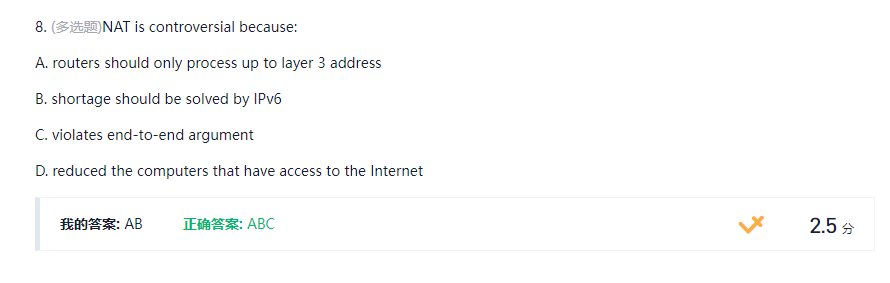 8. (多选题)NAT is controversial because:
A. routers should only process up to layer 3 address
B. shortage should be solved by IPv6
C. violates end-to-end argument
D. reduced the computers that have access to the Internet
我的答案: AB 正确答案: ABC 2.5 分